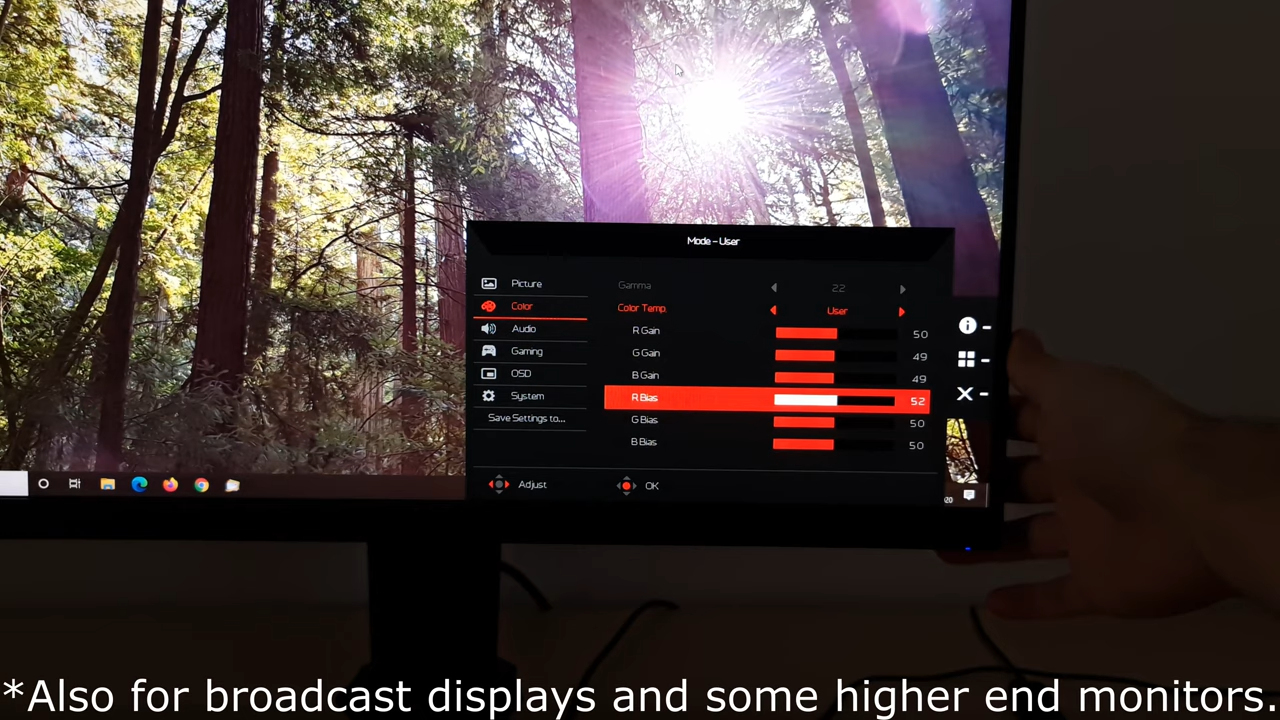 Mode - User
Picture
Color
Audio
Gaming
OSD
System
Save Settings to...
Gamma 2.2
Color Temp. User
R Gain 50
G Gain 49
B Gain 49
R Bias 52
G Bias 50
B Bias 50
Adjust
OK
*Also for broadcast displays and some higher end monitors.